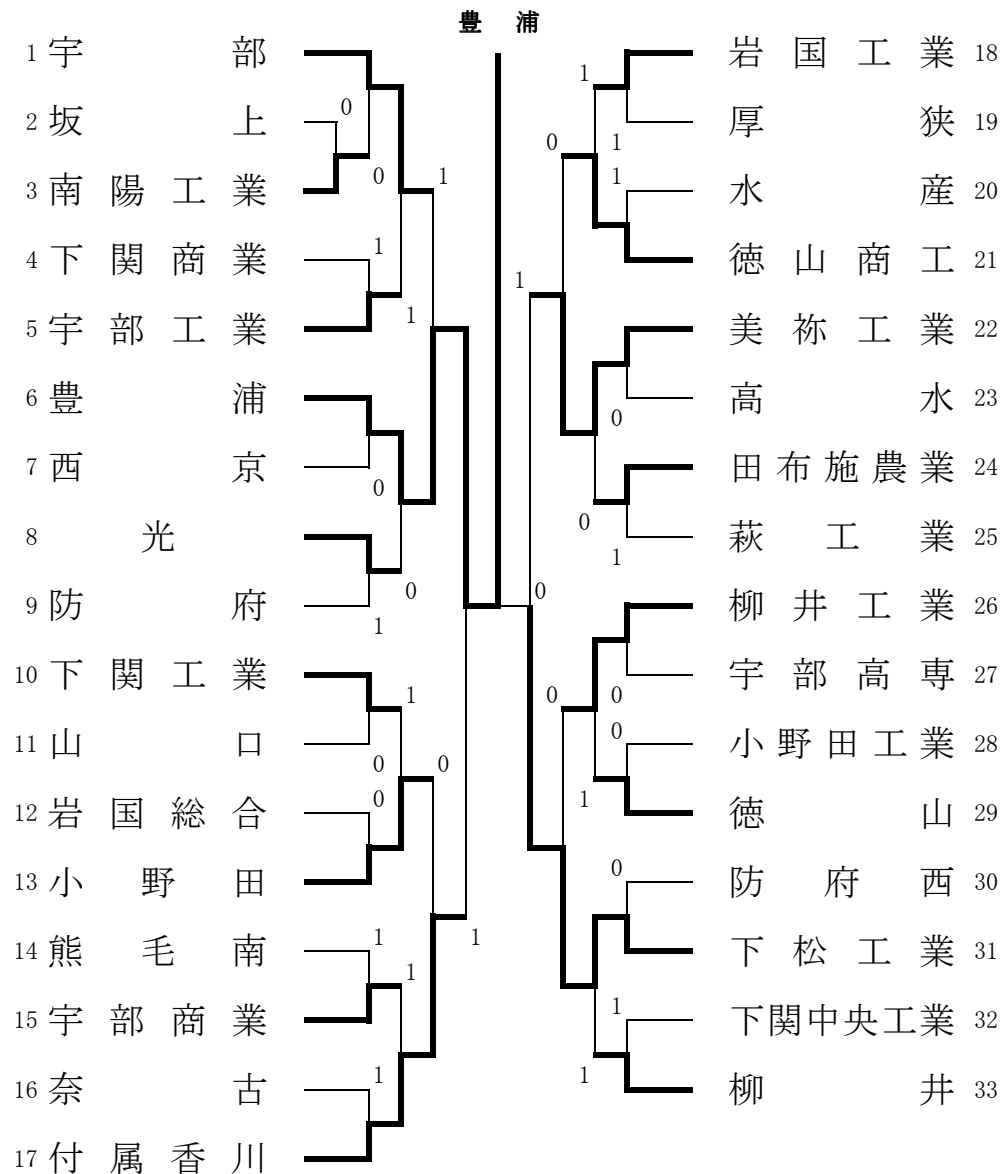 豊浦
1 宇部
2 坂上
3 南陽工業
4 下関商業
5 宇部工業
6 豊浦
7 西京
8 光
9 防府
10 下関工業
11 山口
12 岩国総合
13 小野田
14 熊毛南
15 宇部商業
16 奈古
17 付属香川
0
0
1
1
1
0
0
1
1
0
0
0
1
1
1
1
岩国工業 18
厚狭 19
水産 20
徳山商工 21
美祢工業 22
高水 23
田布施農業 24
萩工業 25
柳井工業 26
宇部高専 27
小野田工業 28
徳山 29
防府西 30
下松工業 31
下関中央工業 32
柳井 33
1
0
1
1
1
0
0
1
0
0
0
0
1
0
1
1